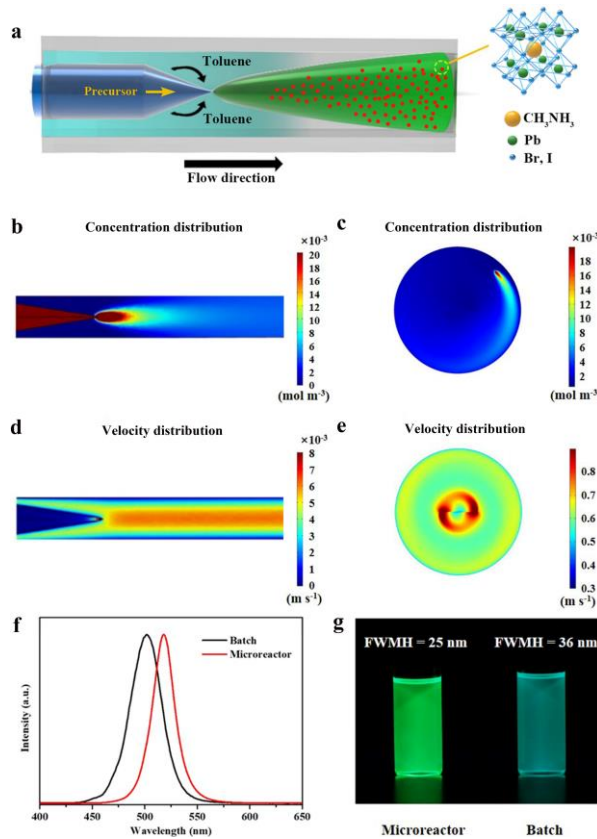 a
Toluene
Precursor
Toluene
Flow direction
CH₃NH₃
Pb
Br, I
b
Concentration distribution
×10⁻³
20
18
16
14
12
10
8
6
4
2
0
(mol m⁻³)
c
Concentration distribution
×10⁻³
18
16
14
12
10
8
6
4
2
(mol m⁻³)
d
Velocity distribution
×10⁻³
8
7
6
5
4
3
2
1
0
(m s⁻¹)
e
Velocity distribution
0.8
0.7
0.6
0.5
0.4
0.3
(m s⁻¹)
f
Batch
Microreactor
Intensity (a.u.)
400 450 500 550 600 650
Wavelength (nm)
g
FWMH = 25 nm
FWMH = 36 nm
Microreactor
Batch